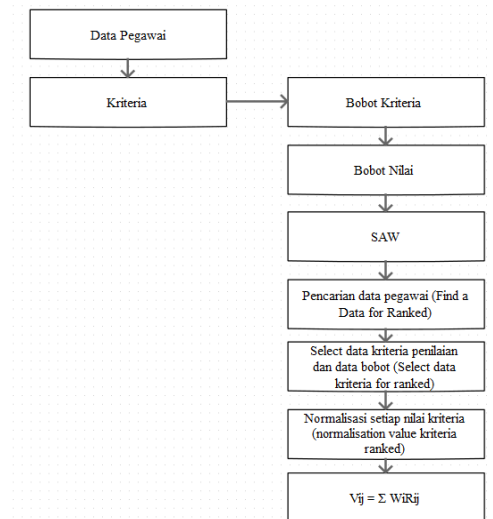 Data Pegawai
Kriteria
Bobot Kriteria
Bobot Nilai
SAW
Pencarian data pegawai (Find a
Data for Ranked)
Select data kriteria penilaian
dan data bobot (Select data
kriteria for ranked)
Normalisasi setiap nilai kriteria
(normalisation value kriteria
ranked)
Vij = Σ WiRij